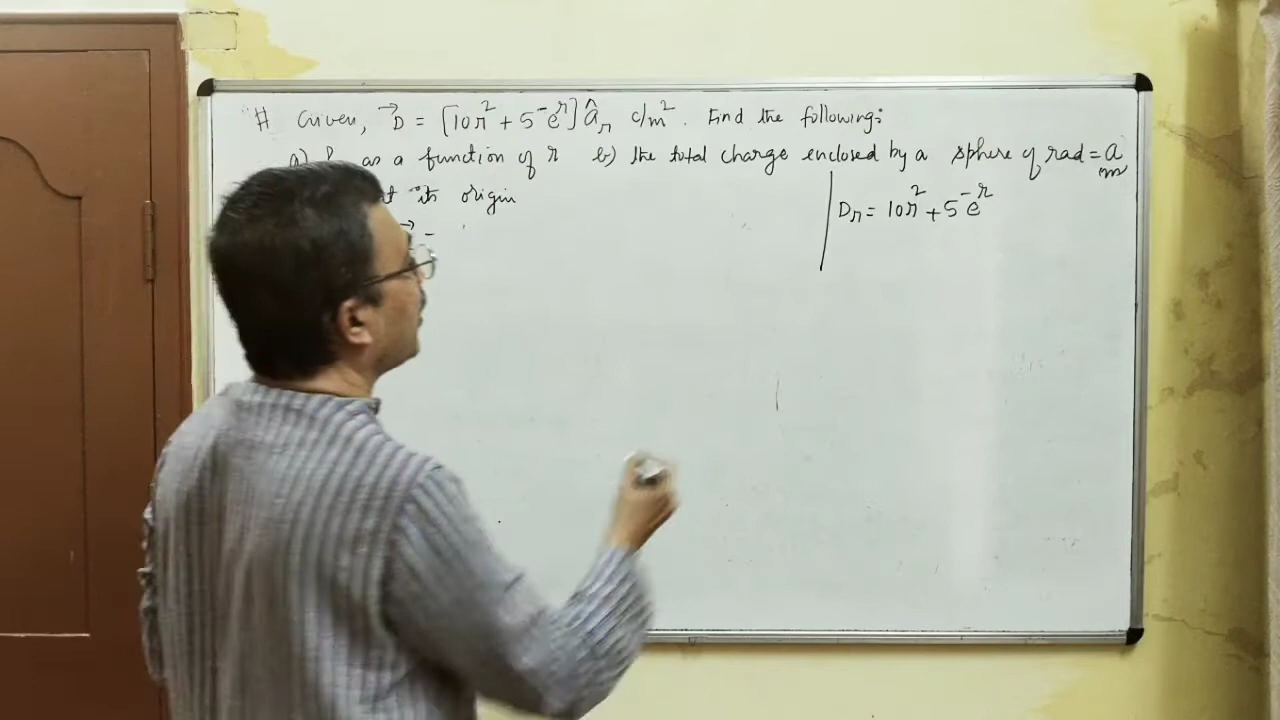 # Given, D⃗ = [10r² + 5e⁻ʳ] âᵣ c/m². Find the following:
a) as a function of r b) the total charge enclosed by a sphere of rad = a m
its origin
Dᵣ = 10r² + 5e⁻ʳ